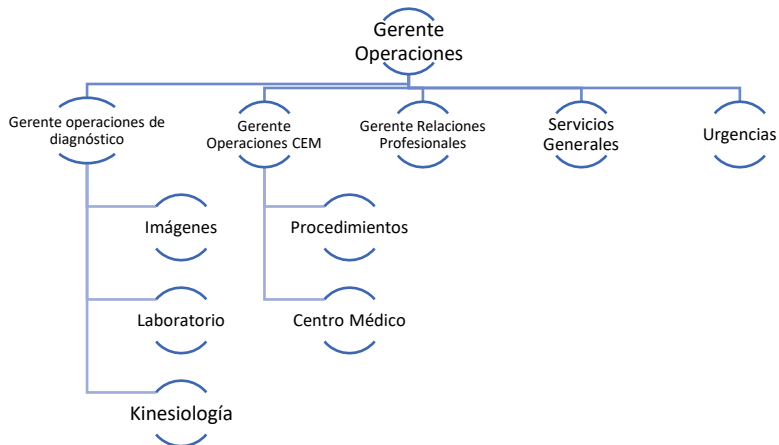 Gerente
Operaciones
Gerente operaciones de
diagnóstico
Gerente
Operaciones CEM
Gerente Relaciones
Profesionales
Servicios
Generales
Urgencias
Imágenes
Procedimientos
Laboratorio
Centro Médico
Kinesiología